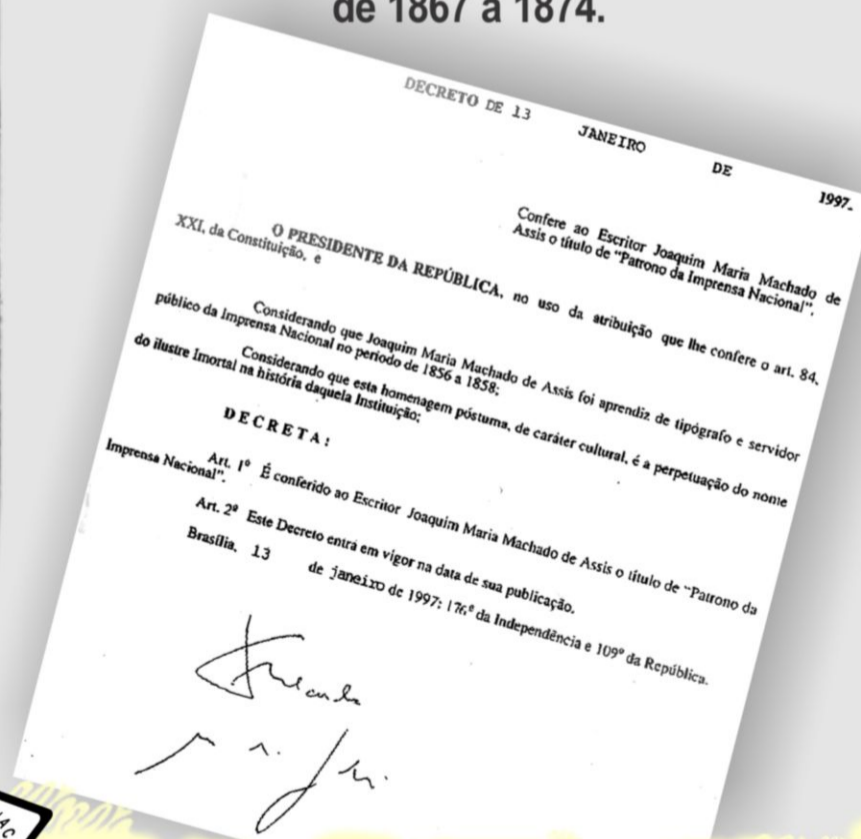 de 1867 a 1874.
DECRETO DE 13 JANEIRO DE 1997.
Confere ao Escritor Joaquim Maria Machado de
Assis o título de "Patrono da Imprensa Nacional".
O PRESIDENTE DA REPÚBLICA, no uso da atribuição que lhe confere o art. 84,
XXI, da Constituição, e
Considerando que Joaquim Maria Machado de Assis foi aprendiz de tipógrafo e servidor
público da Imprensa Nacional no período de 1856 a 1858;
Considerando que esta homenagem póstuma, de caráter cultural, é a perpetuação do nome
do ilustre Imortal na história daquela Instituição;
DECRETA:
Art. 1º É conferido ao Escritor Joaquim Maria Machado de Assis o título de "Patrono da
Imprensa Nacional".
Art. 2º Este Decreto entra em vigor na data de sua publicação.
Brasília, 13 de janeiro de 1997; 176º da Independência e 109º da República.